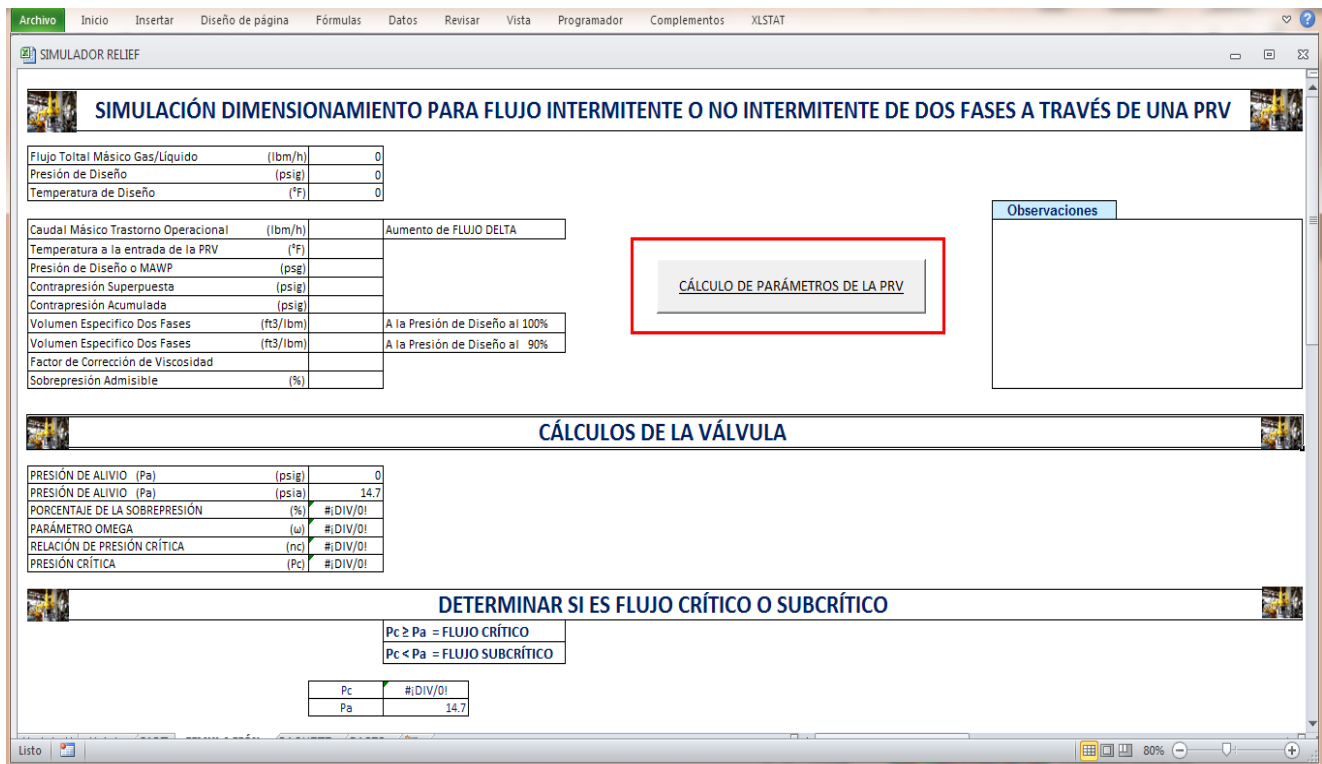 Archivo Inicio Insertar Diseño de página Fórmulas Datos Revisar Vista Programador Complementos XLSTAT
SIMULADOR RELIEF
SIMULACIÓN DIMENSIONAMIENTO PARA FLUJO INTERMITENTE O NO INTERMITENTE DE DOS FASES A TRAVÉS DE UNA PRV
Flujo Toltal Másico Gas/Líquido (lbm/h) 0
Presión de Diseño (psig) 0
Temperatura de Diseño (°F) 0
Observaciones
Caudal Másico Trastorno Operacional (lbm/h) Aumento de FLUJO DELTA
Temperatura a la entrada de la PRV (°F)
Presión de Diseño o MAWP (psg)
Contrapresión Superpuesta (psig)
Contrapresión Acumulada (psig)
Volumen Especifico Dos Fases (ft3/lbm) A la Presión de Diseño al 100%
Volumen Especifico Dos Fases (ft3/lbm) A la Presión de Diseño al 90%
Factor de Corrección de Viscosidad
Sobrepresión Admisible (%)
CÁLCULO DE PARÁMETROS DE LA PRV
CÁLCULOS DE LA VÁLVULA
PRESIÓN DE ALIVIO (Pa) (psig) 0
PRESIÓN DE ALIVIO (Pa) (psia) 14.7
PORCENTAJE DE LA SOBREPRESIÓN (%) #¡DIV/0!
PARÁMETRO OMEGA (ω) #¡DIV/0!
RELACIÓN DE PRESIÓN CRÍTICA (nc) #¡DIV/0!
PRESIÓN CRÍTICA (Pc) #¡DIV/0!
DETERMINAR SI ES FLUJO CRÍTICO O SUBCRÍTICO
Pc ≥ Pa = FLUJO CRÍTICO
Pc < Pa = FLUJO SUBCRÍTICO
Pc #¡DIV/0!
Pa 14.7
Listo 80%